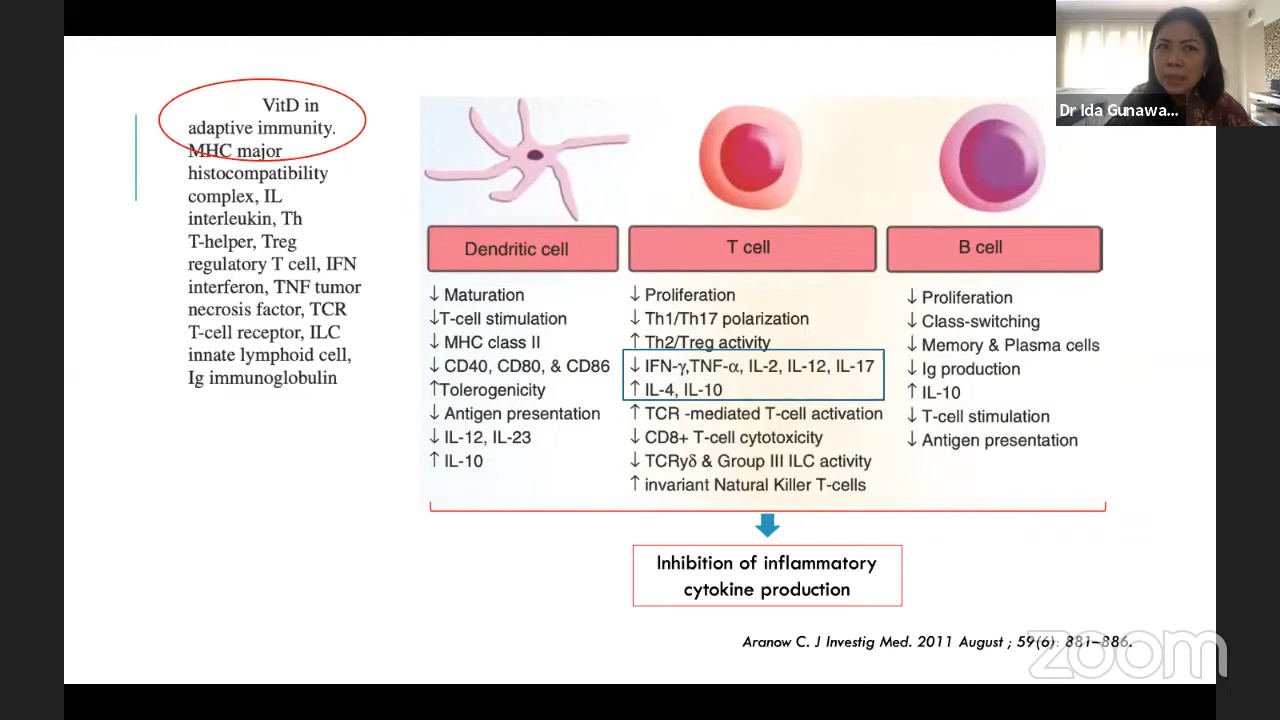 VitD in
adaptive immunity.
MHC major
histocompatibility
complex, IL
interleukin, Th
T-helper, Treg
regulatory T cell, IFN
interferon, TNF tumor
necrosis factor, TCR
T-cell receptor, ILC
innate lymphoid cell,
Ig immunoglobulin
Dendritic cell
↓ Maturation
↓T-cell stimulation
↓ MHC class II
↓ CD40, CD80, & CD86
↑Tolerogenicity
↓ Antigen presentation
↓ IL-12, IL-23
↑ IL-10
T cell
↓ Proliferation
↓ Th1/Th17 polarization
↑ Th2/Treg activity
↓ IFN-γ,TNF-α, IL-2, IL-12, IL-17
↑ IL-4, IL-10
↑ TCR -mediated T-cell activation
↓ CD8+ T-cell cytotoxicity
↓ TCRyδ & Group III ILC activity
↑ invariant Natural Killer T-cells
B cell
↓ Proliferation
↓ Class-switching
↓ Memory & Plasma cells
↓ Ig production
↑ IL-10
↓ T-cell stimulation
↓ Antigen presentation
Inhibition of inflammatory
cytokine production
Aranow C. J Investig Med. 2011 August ; 59(6): 881–886.
Dr Ida Gunawa...
zoom